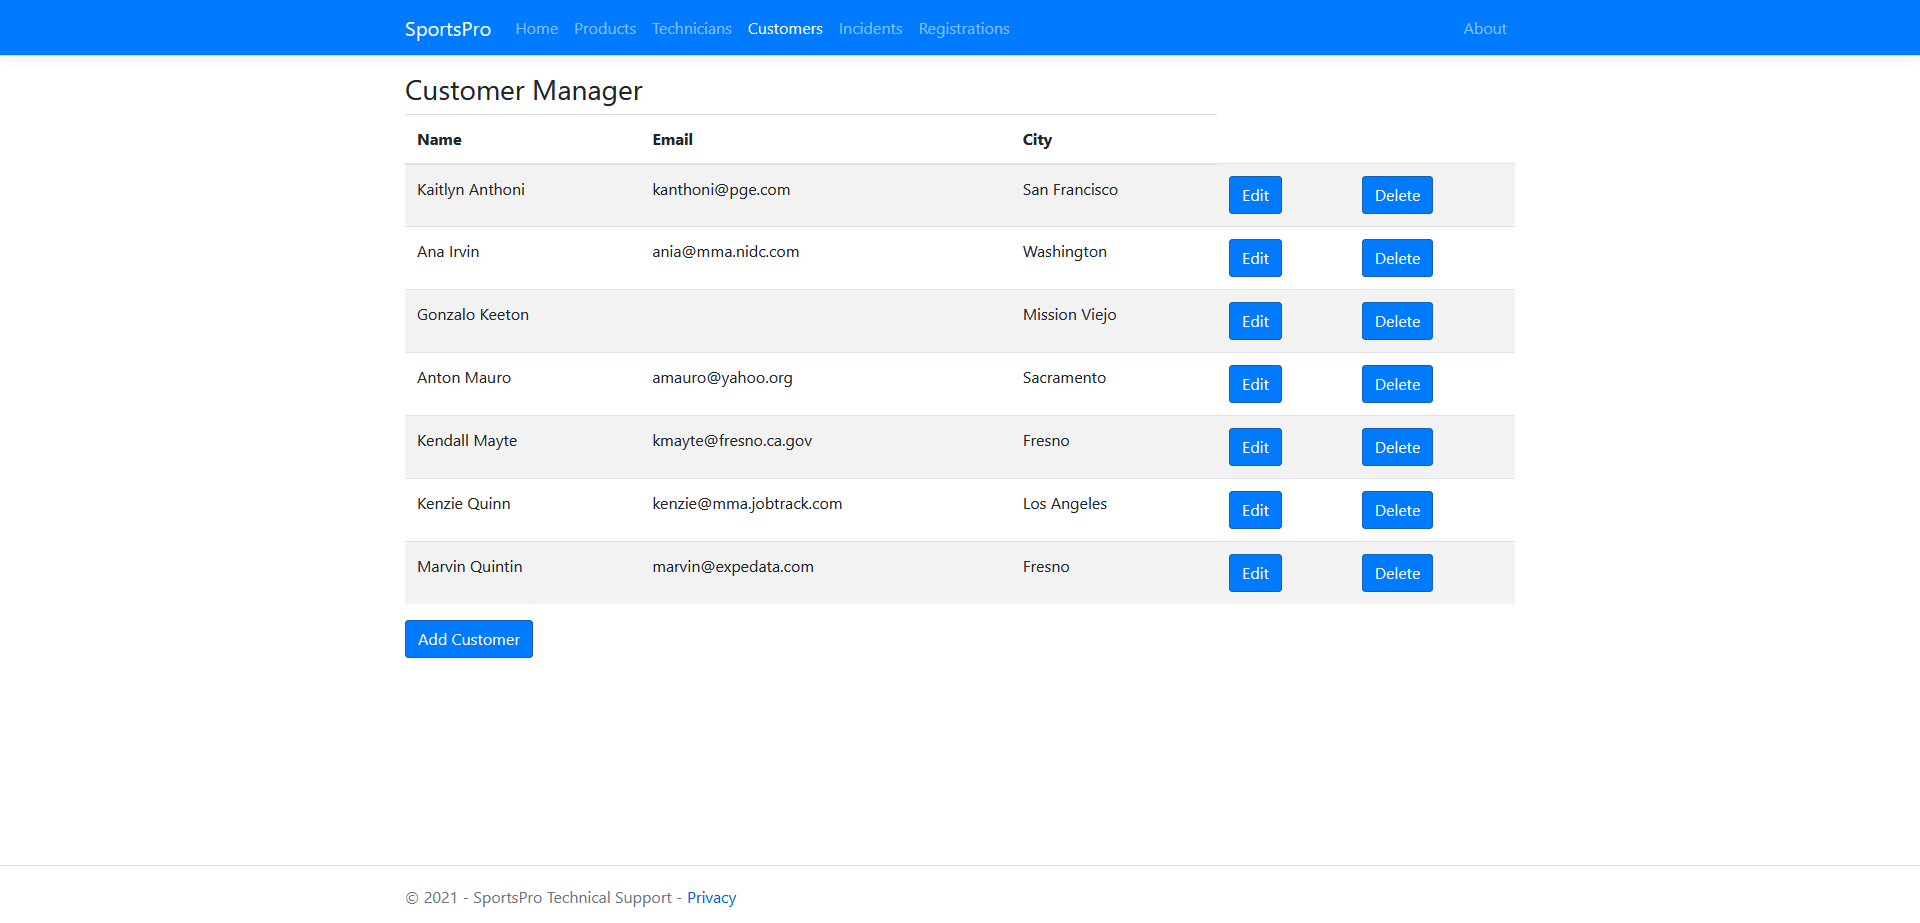 SportsPro Home Products Technicians Customers Incidents Registrations About
Customer Manager
Name Email City
Kaitlyn Anthoni kanthoni@pge.com San Francisco Edit Delete
Ana Irvin ania@mma.nidc.com Washington Edit Delete
Gonzalo Keeton Mission Viejo Edit Delete
Anton Mauro amauro@yahoo.org Sacramento Edit Delete
Kendall Mayte kmayte@fresno.ca.gov Fresno Edit Delete
Kenzie Quinn kenzie@mma.jobtrack.com Los Angeles Edit Delete
Marvin Quintin marvin@expedata.com Fresno Edit Delete
Add Customer
© 2021 - SportsPro Technical Support - Privacy